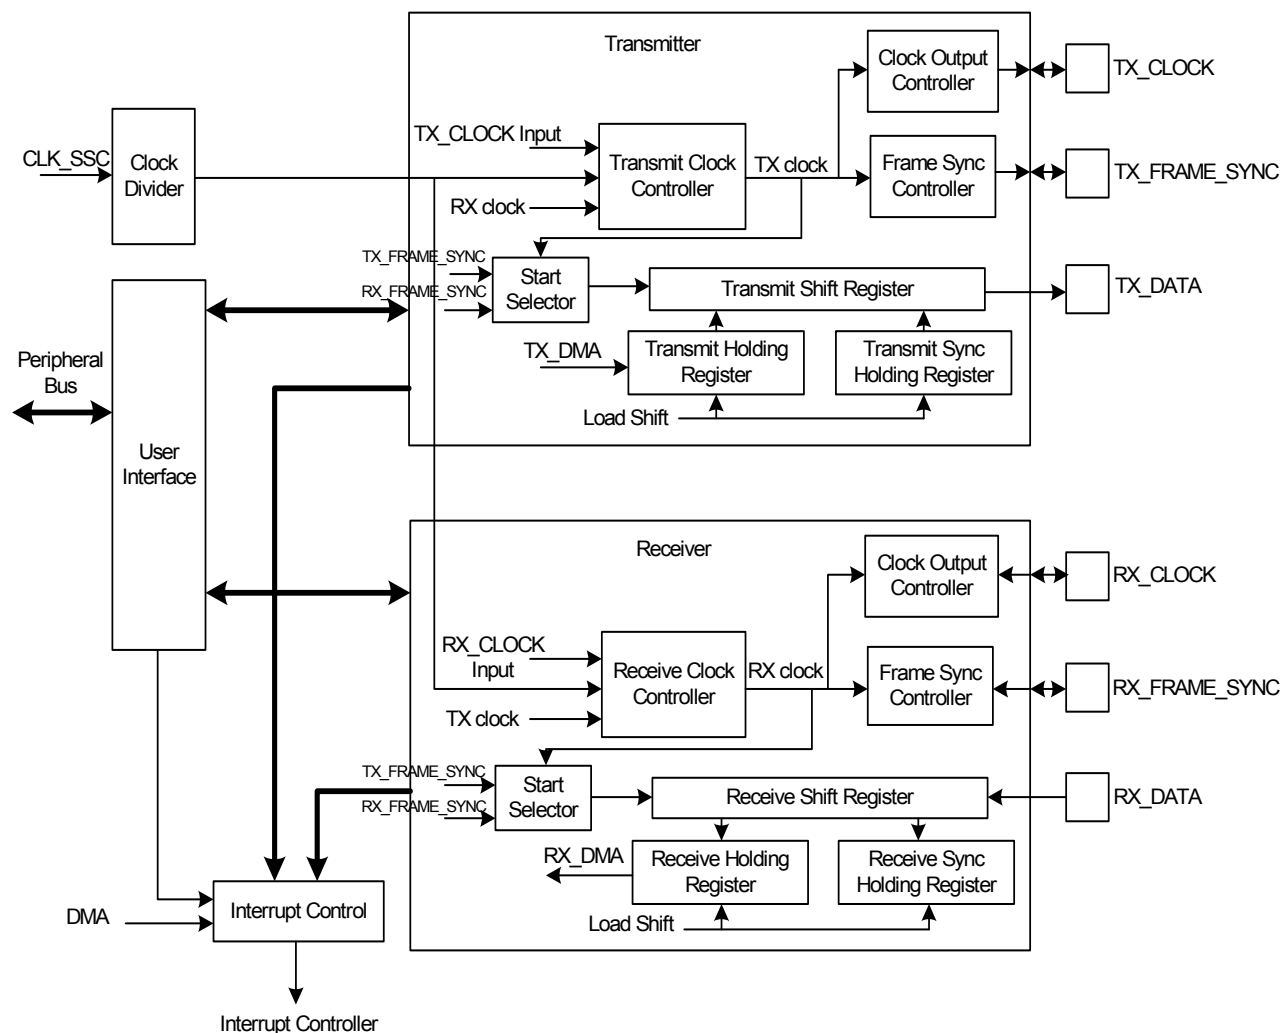 Transmitter
Clock Output
Controller
TX_CLOCK
TX_CLOCK Input
CLK_SSC
Clock
Divider
Transmit Clock
Controller
TX clock
Frame Sync
Controller
TX_FRAME_SYNC
RX clock
TX_FRAME_SYNC
RX_FRAME_SYNC
Start
Selector
Transmit Shift Register
TX_DATA
TX_DMA
Transmit Holding
Register
Transmit Sync
Holding Register
Load Shift
Peripheral
Bus
User
Interface
Receiver
Clock Output
Controller
RX_CLOCK
RX_CLOCK
Input
Receive Clock
Controller
RX clock
Frame Sync
Controller
RX_FRAME_SYNC
TX clock
TX_FRAME_SYNC
RX_FRAME_SYNC
Start
Selector
Receive Shift Register
RX_DATA
RX_DMA
Receive Holding
Register
Receive Sync
Holding Register
Load Shift
DMA
Interrupt Control
Interrupt Controller